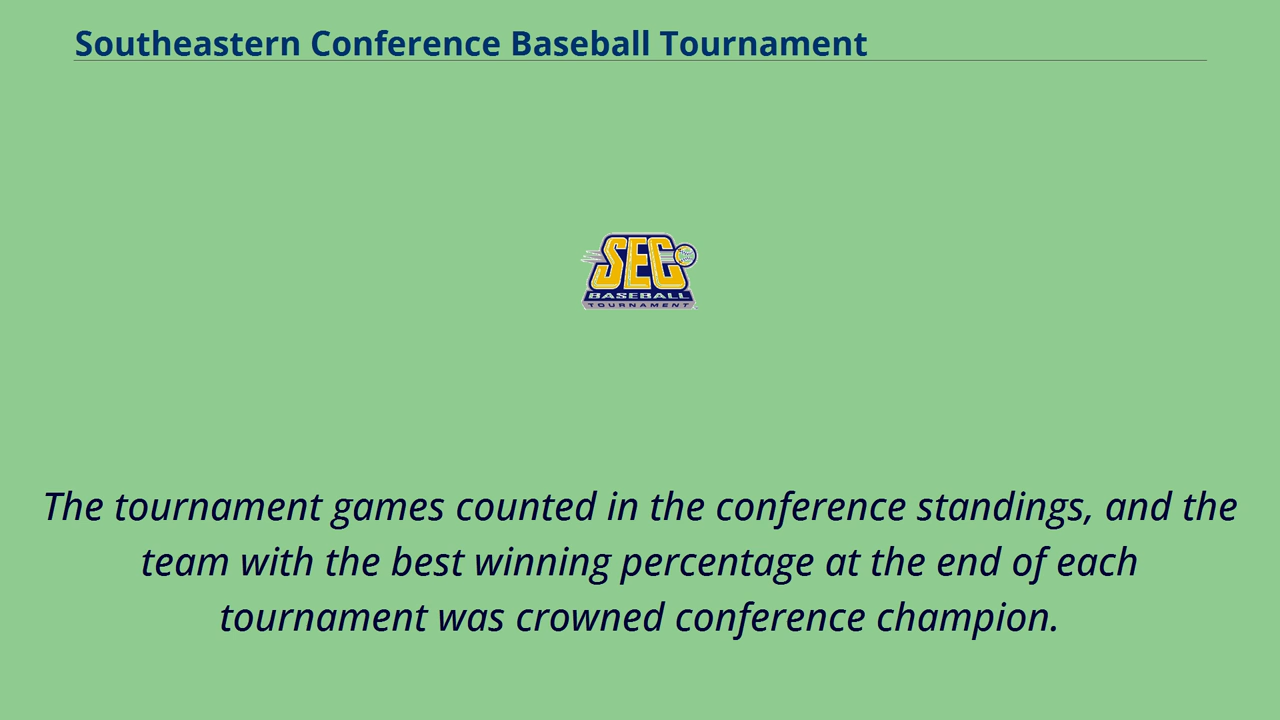 Southeastern Conference Baseball Tournament
SEC
BASEBALL
TOURNAMENT
The tournament games counted in the conference standings, and the
team with the best winning percentage at the end of each
tournament was crowned conference champion.